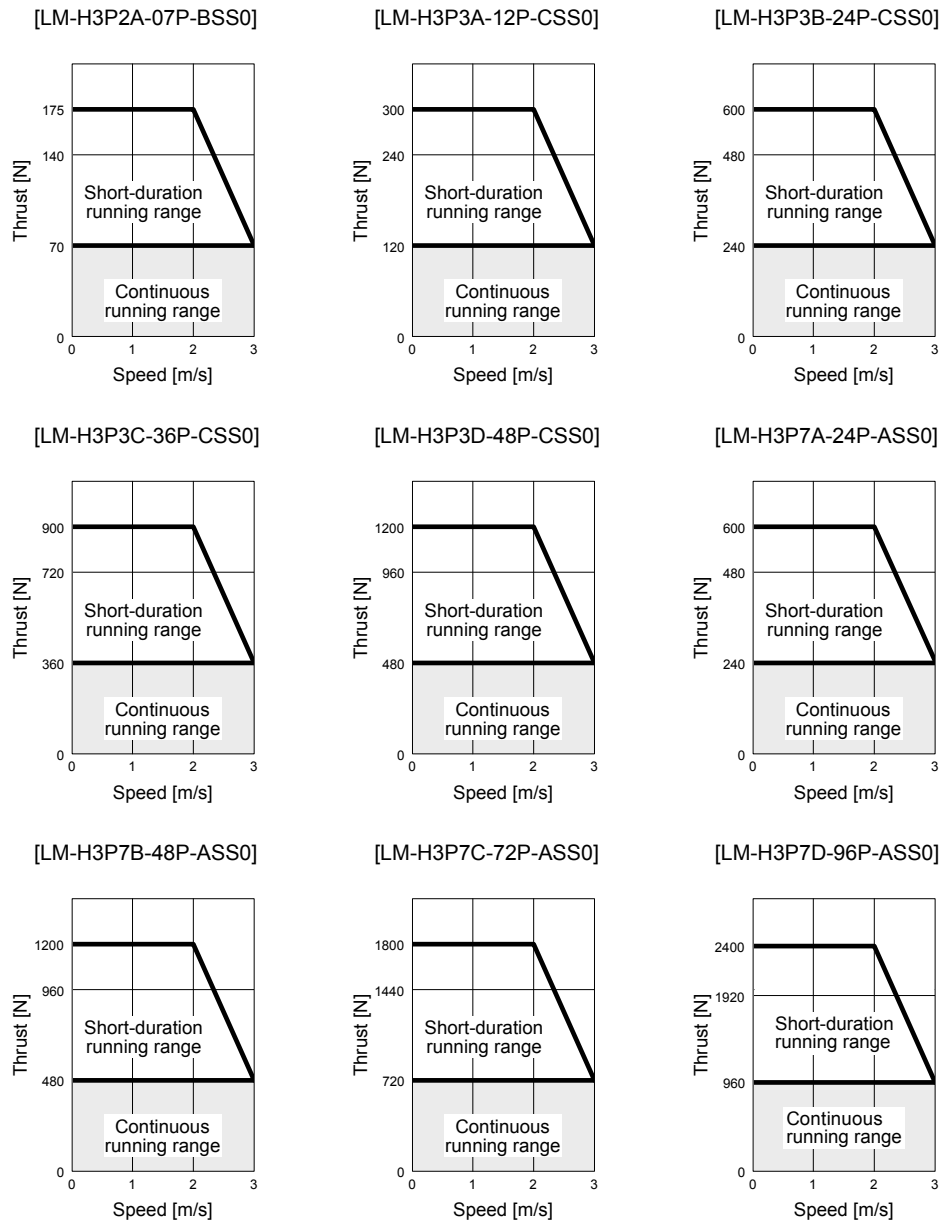 [LM-H3P2A-07P-BSS0]
175
140
70
0
Thrust [N]
Short-duration
running range
Continuous
running range
0 1 2 3
Speed [m/s]
[LM-H3P3A-12P-CSS0]
300
240
120
0
Thrust [N]
Short-duration
running range
Continuous
running range
0 1 2 3
Speed [m/s]
[LM-H3P3B-24P-CSS0]
600
480
240
0
Thrust [N]
Short-duration
running range
Continuous
running range
0 1 2 3
Speed [m/s]
[LM-H3P3C-36P-CSS0]
900
720
360
0
Thrust [N]
Short-duration
running range
Continuous
running range
0 1 2 3
Speed [m/s]
[LM-H3P3D-48P-CSS0]
1200
960
480
0
Thrust [N]
Short-duration
running range
Continuous
running range
0 1 2 3
Speed [m/s]
[LM-H3P7A-24P-ASS0]
600
480
240
0
Thrust [N]
Short-duration
running range
Continuous
running range
0 1 2 3
Speed [m/s]
[LM-H3P7B-48P-ASS0]
1200
960
480
0
Thrust [N]
Short-duration
running range
Continuous
running range
0 1 2 3
Speed [m/s]
[LM-H3P7C-72P-ASS0]
1800
1440
720
0
Thrust [N]
Short-duration
running range
Continuous
running range
0 1 2 3
Speed [m/s]
[LM-H3P7D-96P-ASS0]
2400
1920
960
0
Thrust [N]
Short-duration
running range
Continuous
running range
0 1 2 3
Speed [m/s]